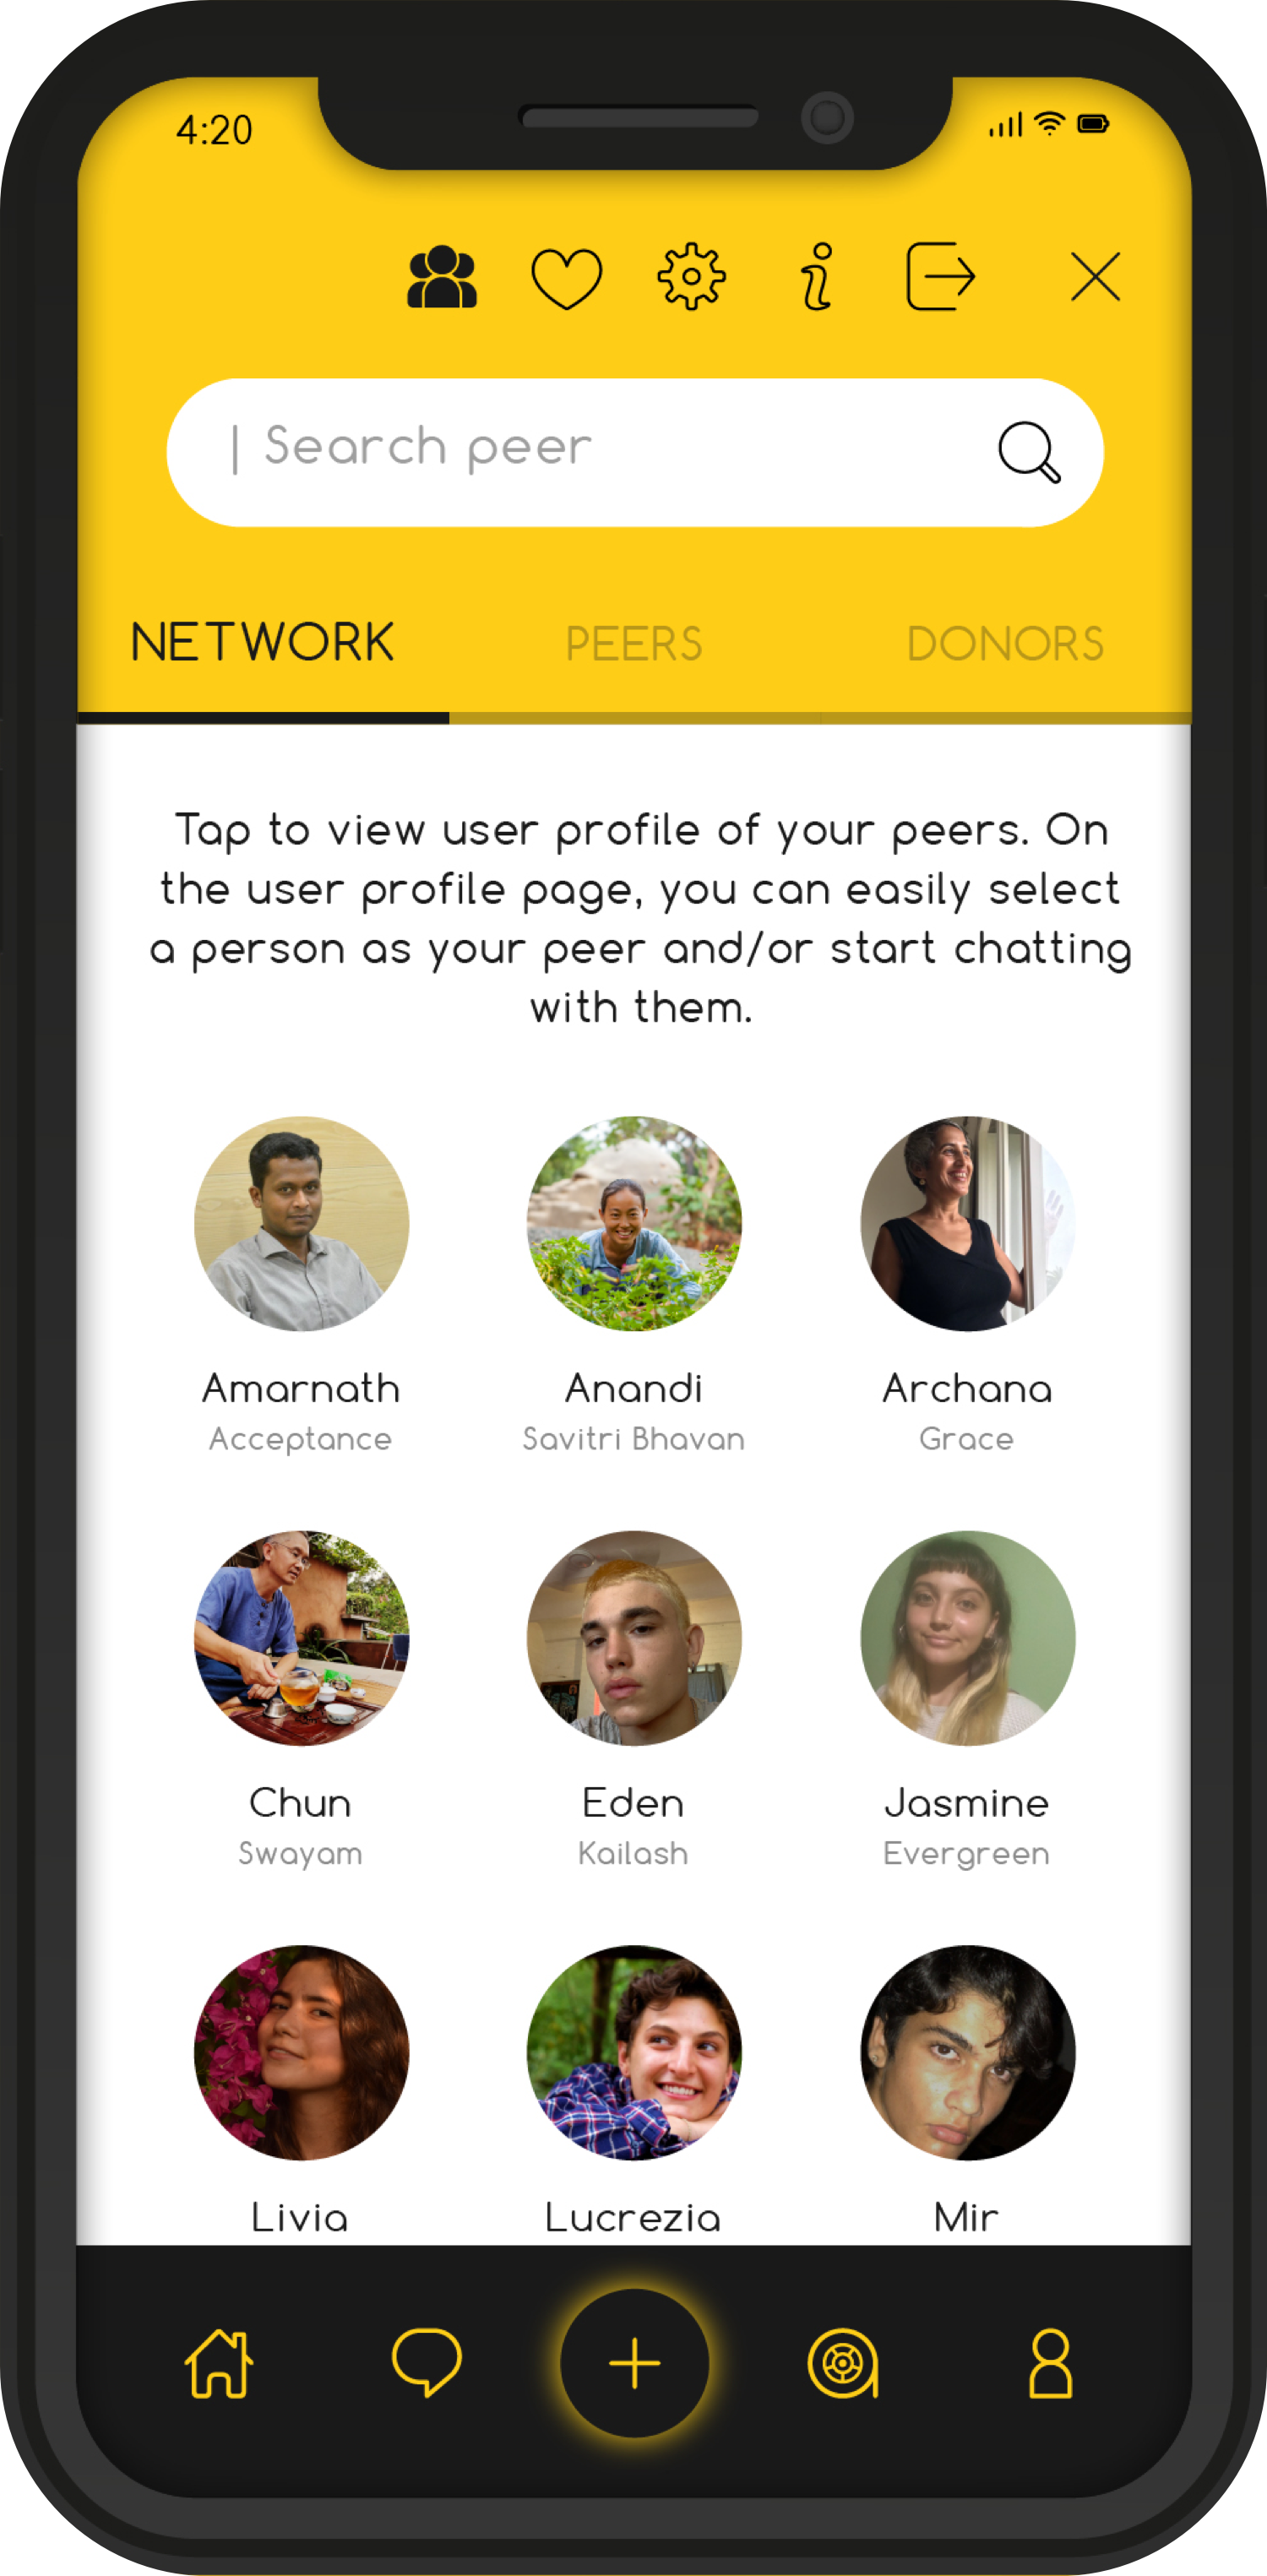 4:20
| Search peer
NETWORK PEERS DONORS
Tap to view user profile of your peers. On
the user profile page, you can easily select
a person as your peer and/or start chatting
with them.
Amarnath Anandi Archana
Acceptance Savitri Bhavan Grace
Chun Eden Jasmine
Swayam Kailash Evergreen
Livia Lucrezia Mir